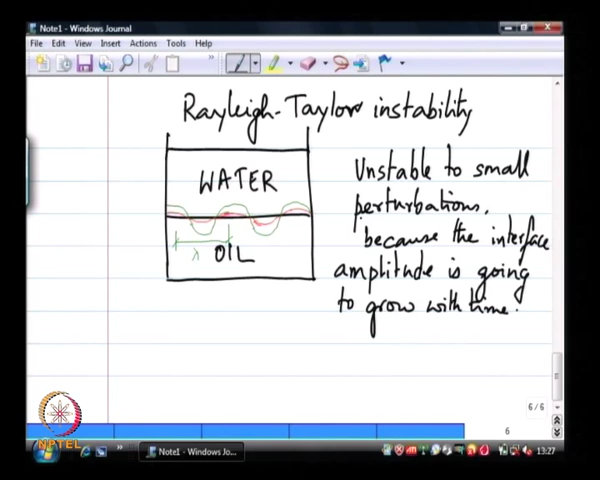 Note1 - Windows Journal
File Edit View Insert Actions Tools Help
Rayleigh-Taylor instability
WATER
OIL
λ
Unstable to small
perturbations,
because the interface
amplitude is going
to grow with time.
6/6
6
NPTEL
Note1 - Windows Jo...
13:27